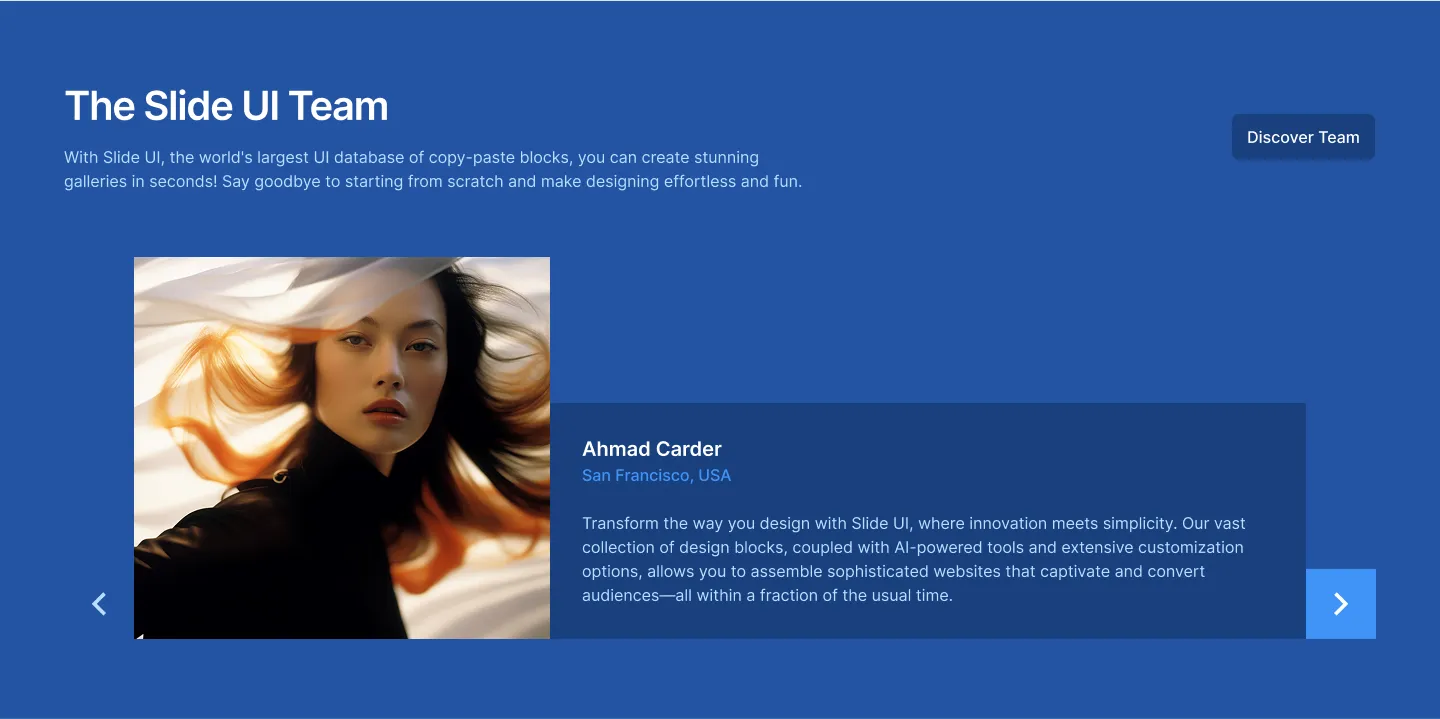 The Slide UI Team
With Slide UI, the world's largest UI database of copy-paste blocks, you can create stunning
galleries in seconds! Say goodbye to starting from scratch and make designing effortless and fun.
Discover Team
Ahmad Carder
San Francisco, USA
Transform the way you design with Slide UI, where innovation meets simplicity. Our vast
collection of design blocks, coupled with AI-powered tools and extensive customization
options, allows you to assemble sophisticated websites that captivate and convert
audiences—all within a fraction of the usual time.